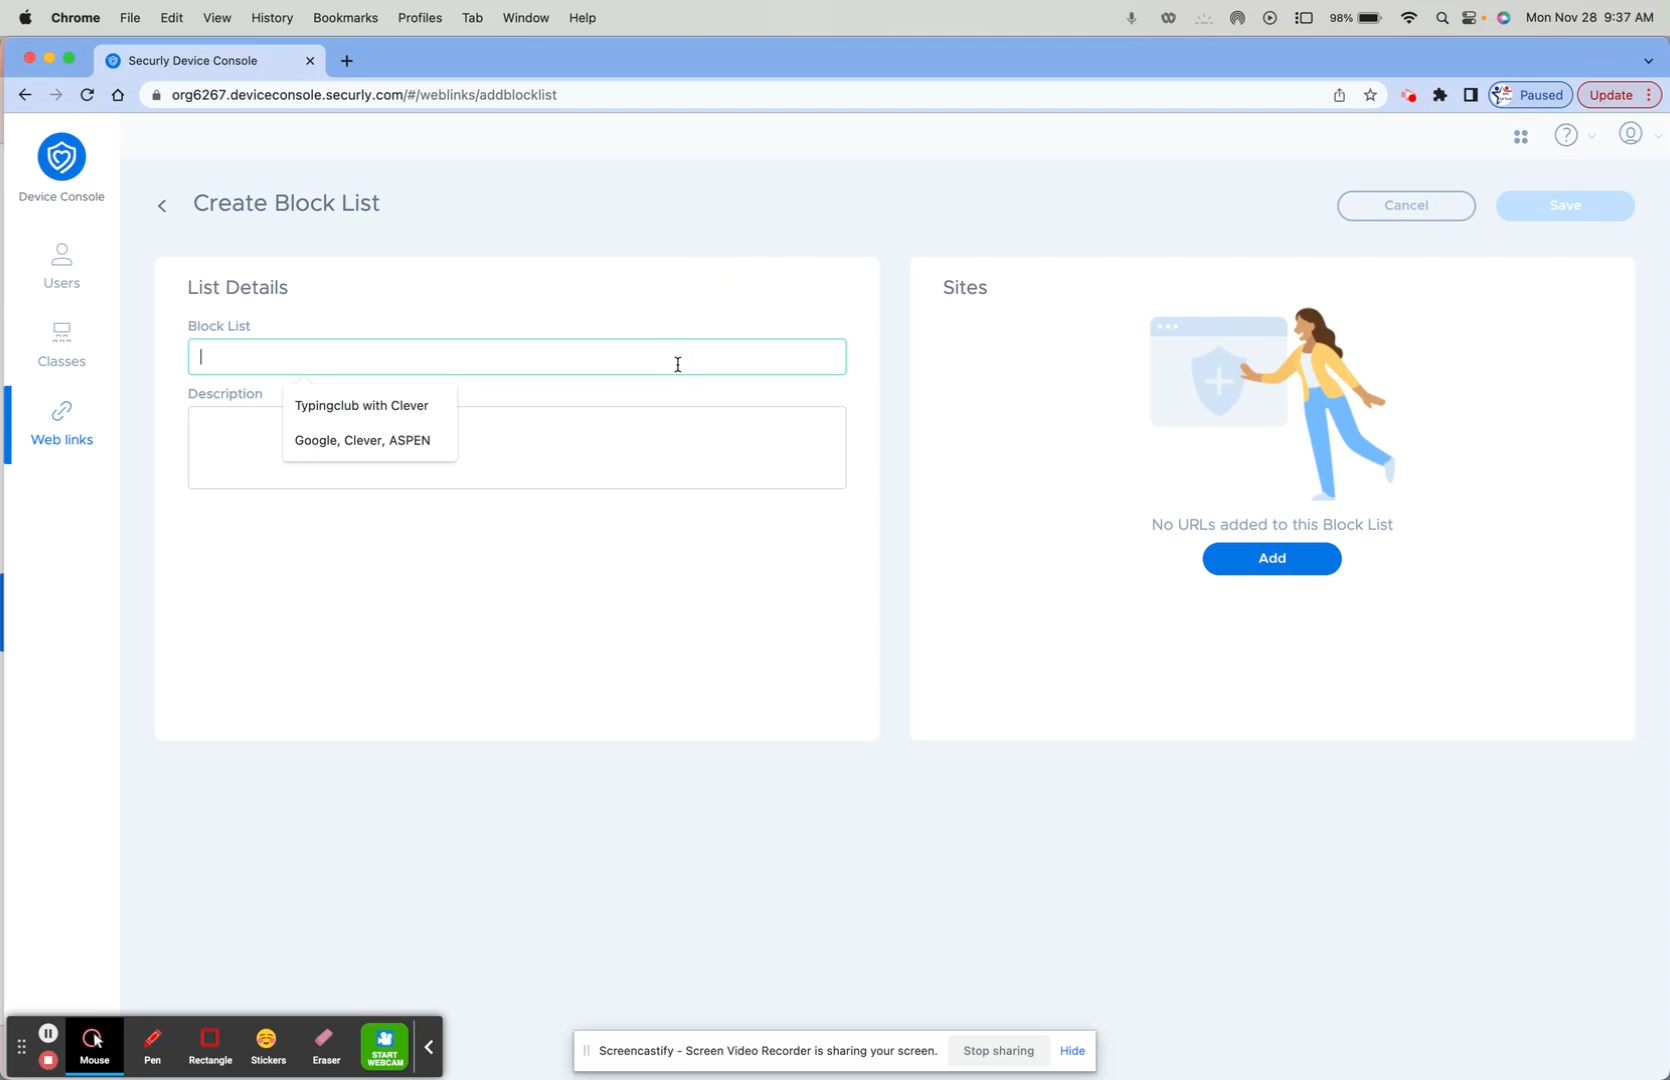 Chrome File Edit View History Bookmarks Profiles Tab Window Help 98% Mon Nov 28 9:37 AM
Securly Device Console
org6267.deviceconsole.securly.com/#/weblinks/addblocklist Paused Update
Device Console
Users
Classes
Web links
Create Block List
Cancel
Save
List Details
Block List
Typingclub with Clever
Google, Clever, ASPEN
Description
Sites
No URLs added to this Block List
Add
Mouse
Pen
Rectangle
Stickers
Eraser
START
WEBCAM
Screencastify - Screen Video Recorder is sharing your screen. Stop sharing Hide